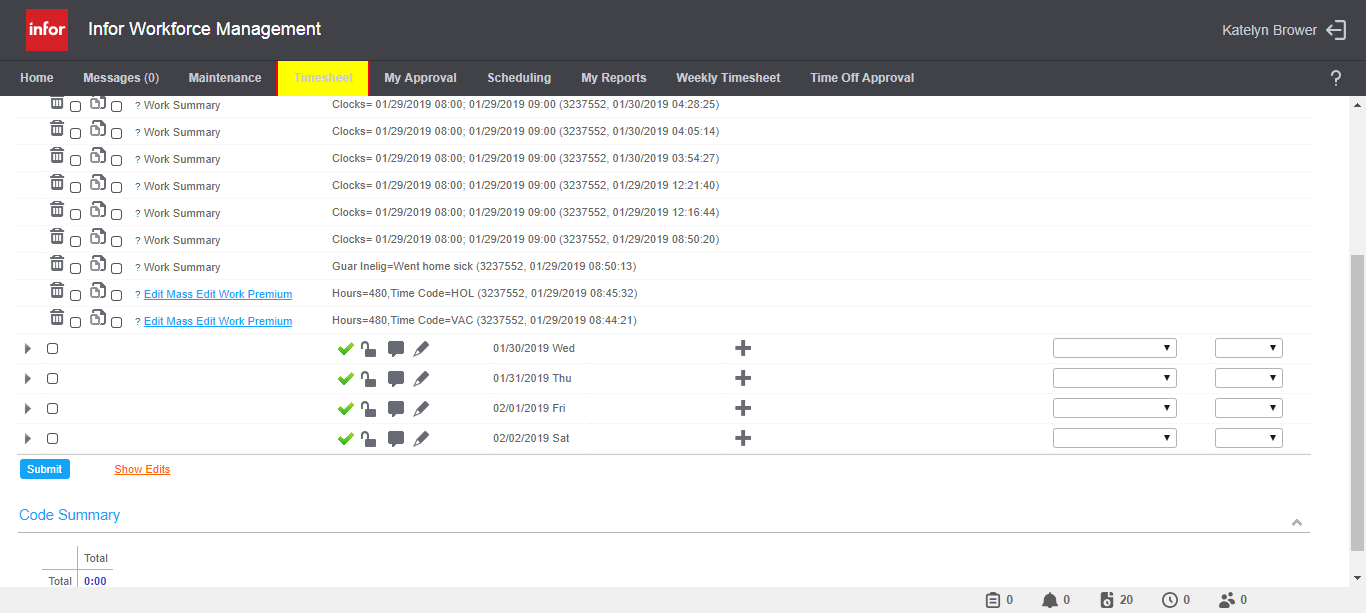 infor Infor Workforce Management Katelyn Brower
Home Messages (0) Maintenance Timesheet My Approval Scheduling My Reports Weekly Timesheet Time Off Approval ?
? Work Summary Clocks= 01/29/2019 08:00; 01/29/2019 09:00 (3237552, 01/30/2019 04:28:25)
? Work Summary Clocks= 01/29/2019 08:00; 01/29/2019 09:00 (3237552, 01/30/2019 04:05:14)
? Work Summary Clocks= 01/29/2019 08:00; 01/29/2019 09:00 (3237552, 01/30/2019 03:54:27)
? Work Summary Clocks= 01/29/2019 08:00; 01/29/2019 09:00 (3237552, 01/29/2019 12:21:40)
? Work Summary Clocks= 01/29/2019 08:00; 01/29/2019 09:00 (3237552, 01/29/2019 12:16:44)
? Work Summary Clocks= 01/29/2019 08:00; 01/29/2019 09:00 (3237552, 01/29/2019 08:50:20)
? Work Summary Guar Inelig=Went home sick (3237552, 01/29/2019 08:50:13)
? Edit Mass Edit Work Premium Hours=480,Time Code=HOL (3237552, 01/29/2019 08:45:32)
? Edit Mass Edit Work Premium Hours=480,Time Code=VAC (3237552, 01/29/2019 08:44:21)
01/30/2019 Wed
01/31/2019 Thu
02/01/2019 Fri
02/02/2019 Sat
Submit Show Edits
Code Summary
Total
Total 0:00
0 0 20 0 0